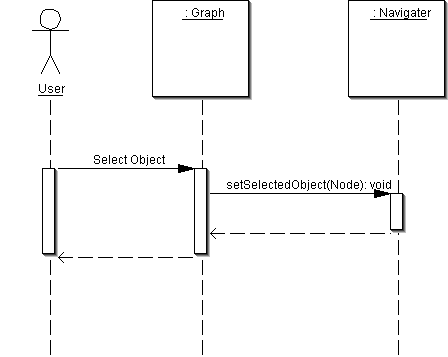 : Graph
: Navigater
User
Select Object
setSelectedObject(Node): void